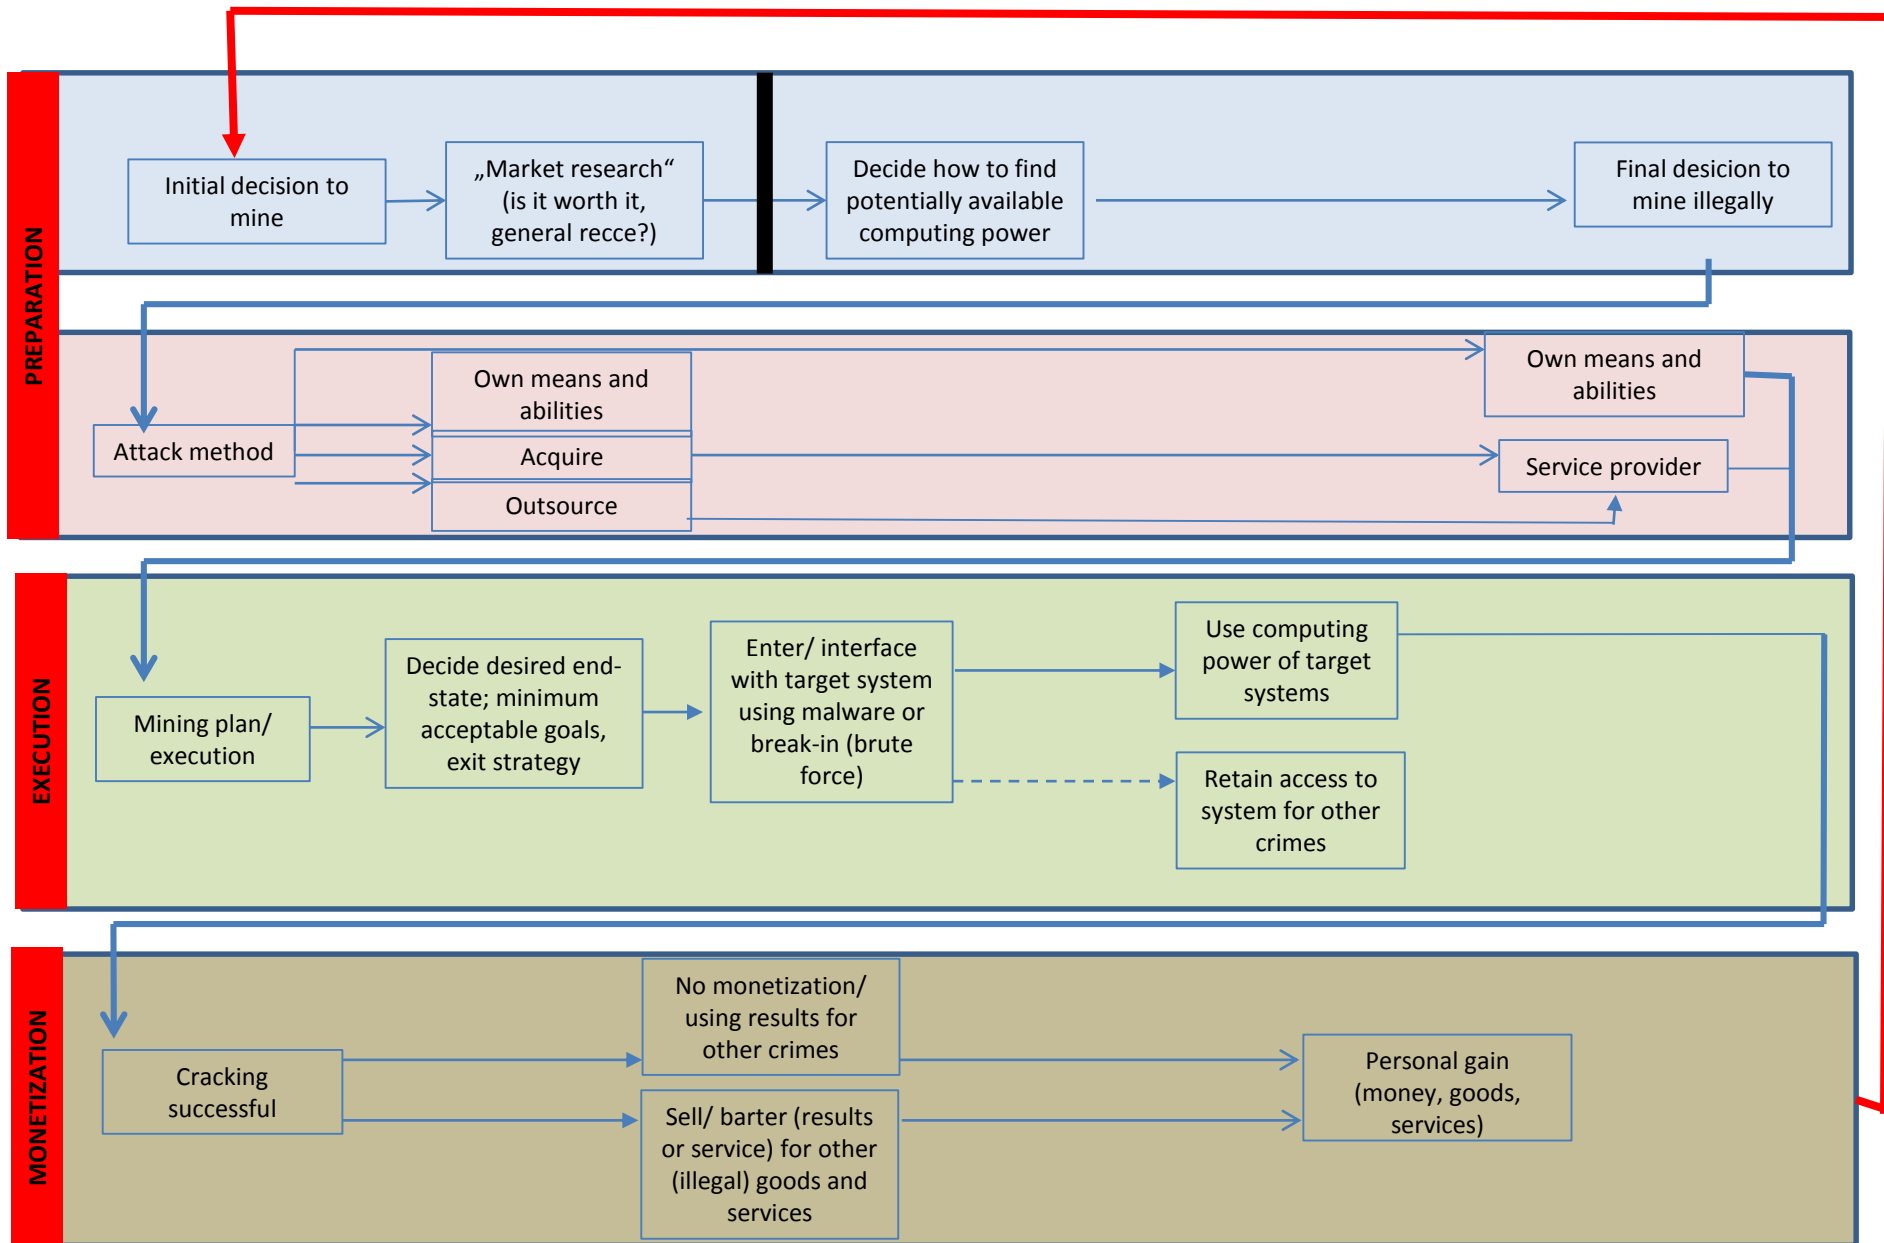 PREPARATION
Initial decision to
mine
„Market research“
(is it worth it,
general recce?)
Decide how to find
potentially available
computing power
Final desicion to
mine illegally
Attack method
Own means and
abilities
Acquire
Outsource
Own means and
abilities
Service provider
EXECUTION
Mining plan/
execution
Decide desired end-
state; minimum
acceptable goals,
exit strategy
Enter/ interface
with target system
using malware or
break-in (brute
force)
Use computing
power of target
systems
Retain access to
system for other
crimes
MONETIZATION
Cracking
successful
No monetization/
using results for
other crimes
Sell/ barter (results
or service) for other
(illegal) goods and
services
Personal gain
(money, goods,
services)